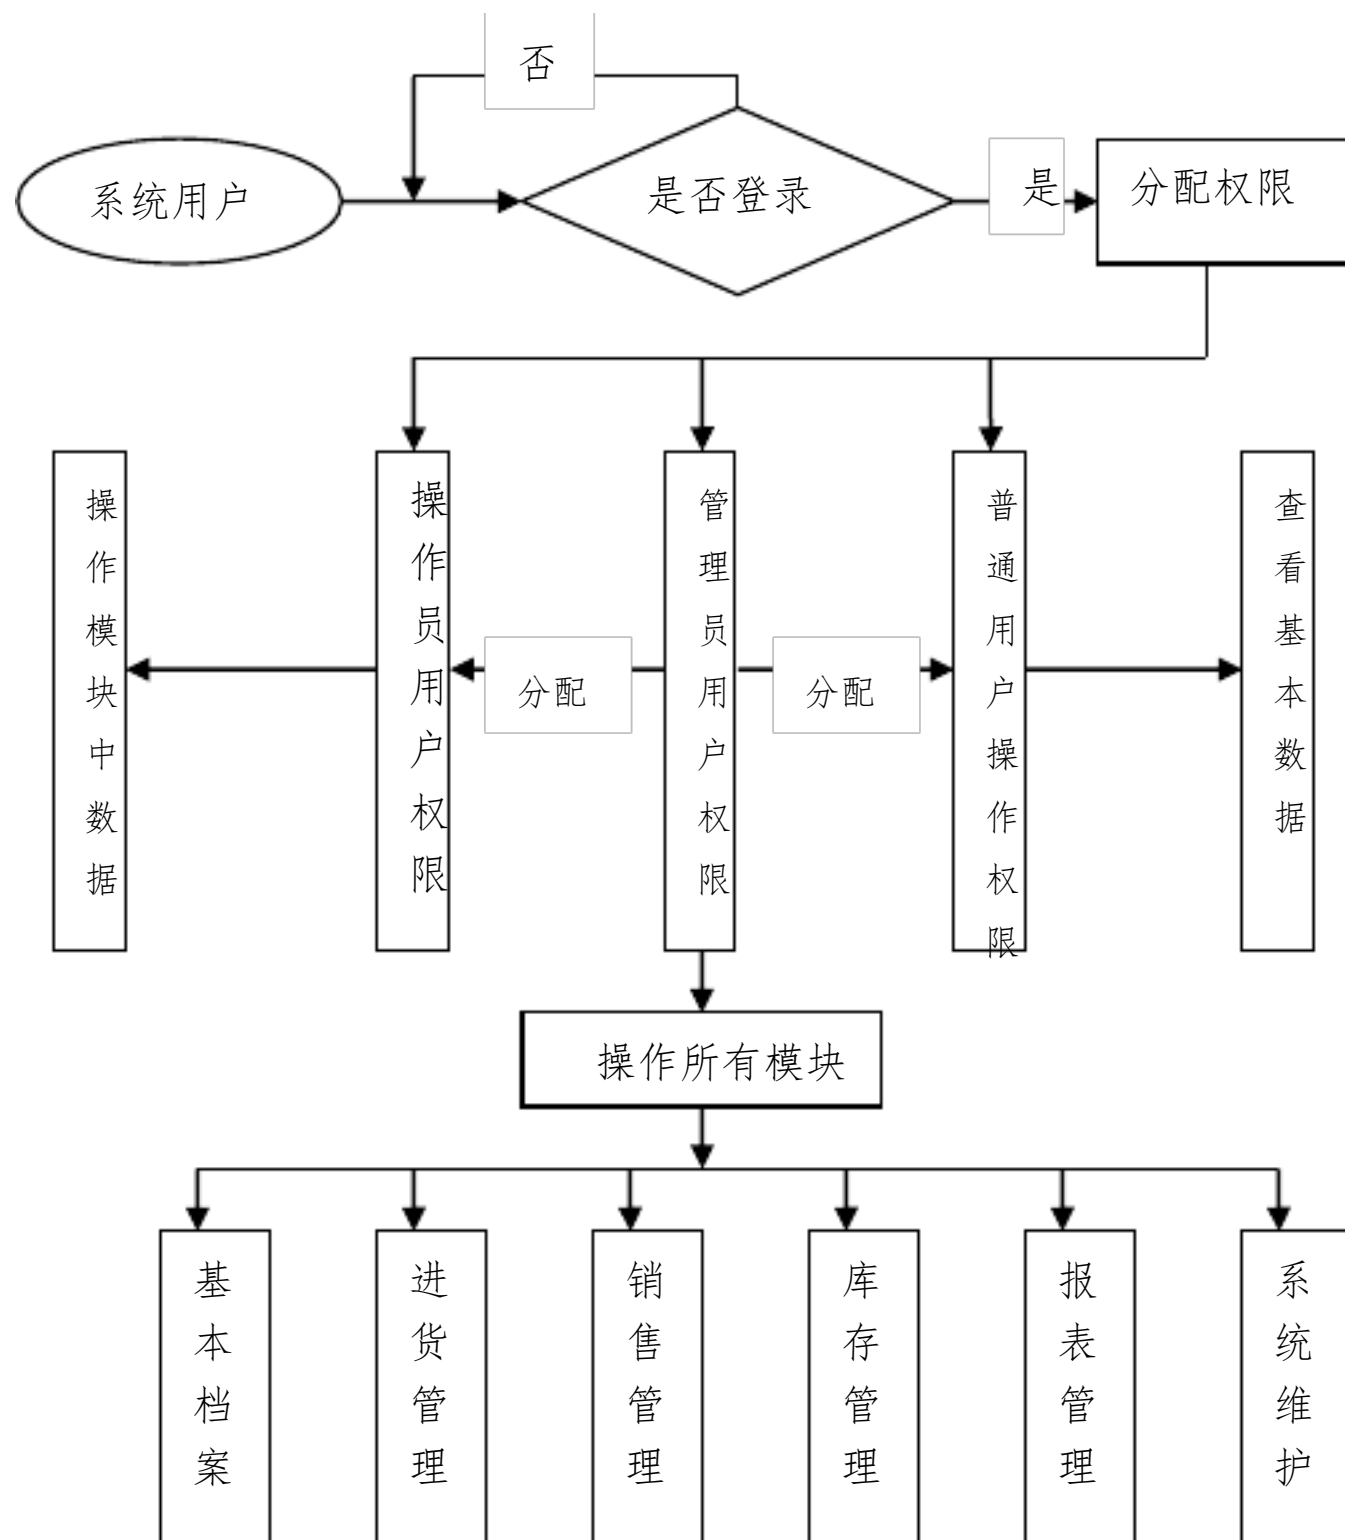 否
系统用户
是否登录
是
分配权限
操作模块中数据
操作员用户权限
分配
管理员用户权限
分配
普通用户操作权限
查看基本数据
操作所有模块
基本档案
进货管理
销售管理
库存管理
报表管理
系统维护